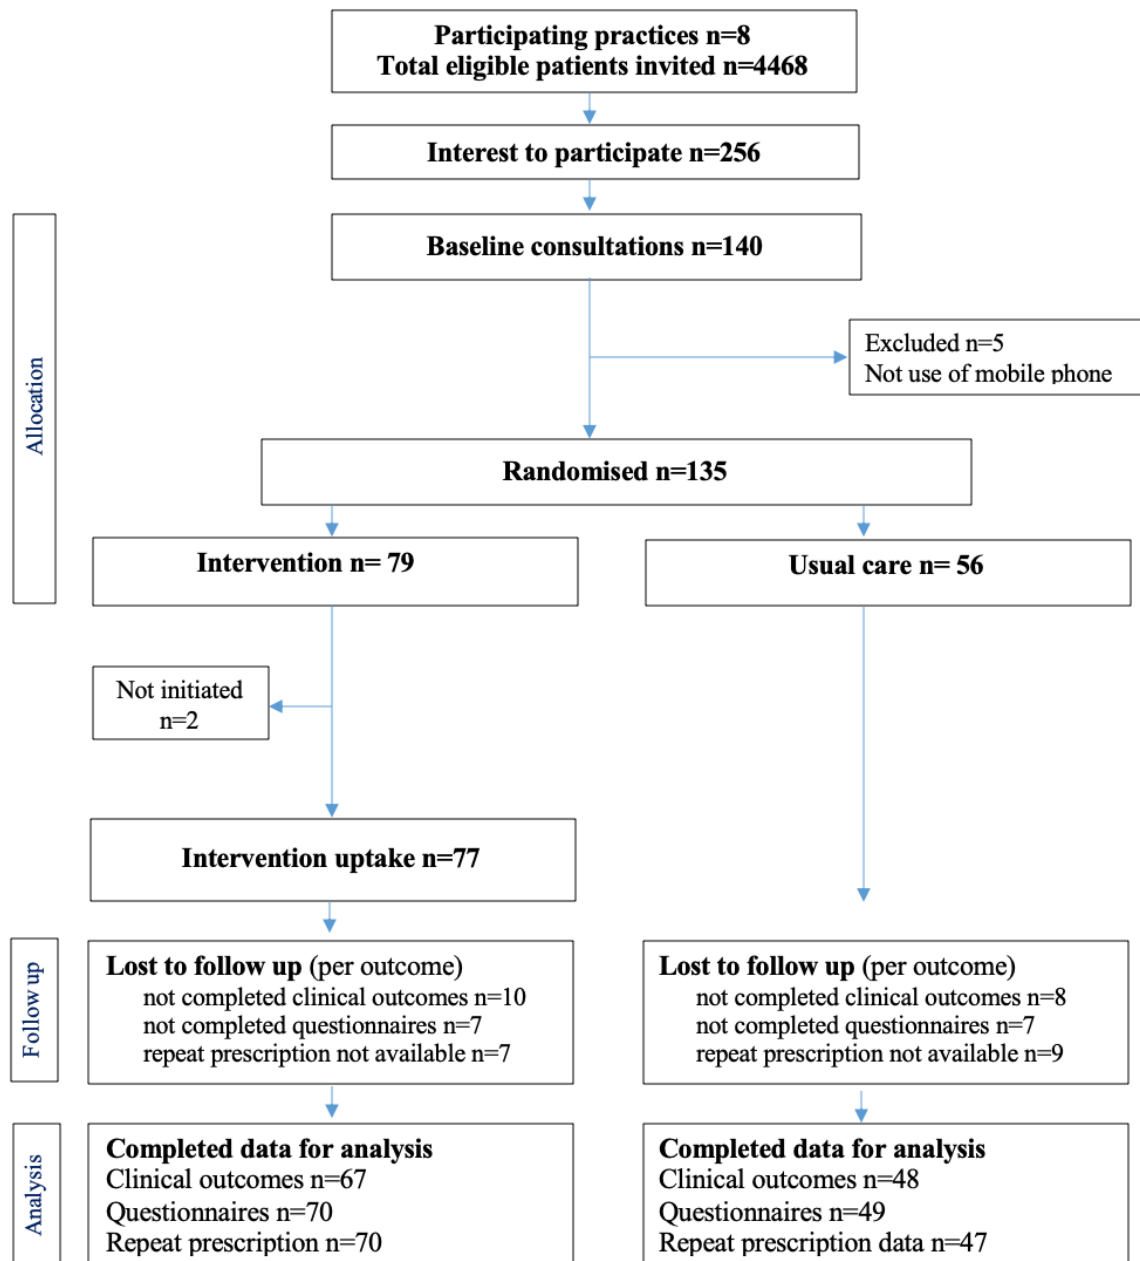 Participating practices n=8
Total eligible patients invited n=4468
Interest to participate n=256
Baseline consultations n=140
Excluded n=5
Not use of mobile phone
Allocation
Randomised n=135
Intervention n= 79
Usual care n= 56
Not initiated
n=2
Intervention uptake n=77
Follow up
Lost to follow up (per outcome)
not completed clinical outcomes n=10
not completed questionnaires n=7
repeat prescription not available n=7
Lost to follow up (per outcome)
not completed clinical outcomes n=8
not completed questionnaires n=7
repeat prescription not available n=9
Analysis
Completed data for analysis
Clinical outcomes n=67
Questionnaires n=70
Repeat prescription n=70
Completed data for analysis
Clinical outcomes n=48
Questionnaires n=49
Repeat prescription data n=47